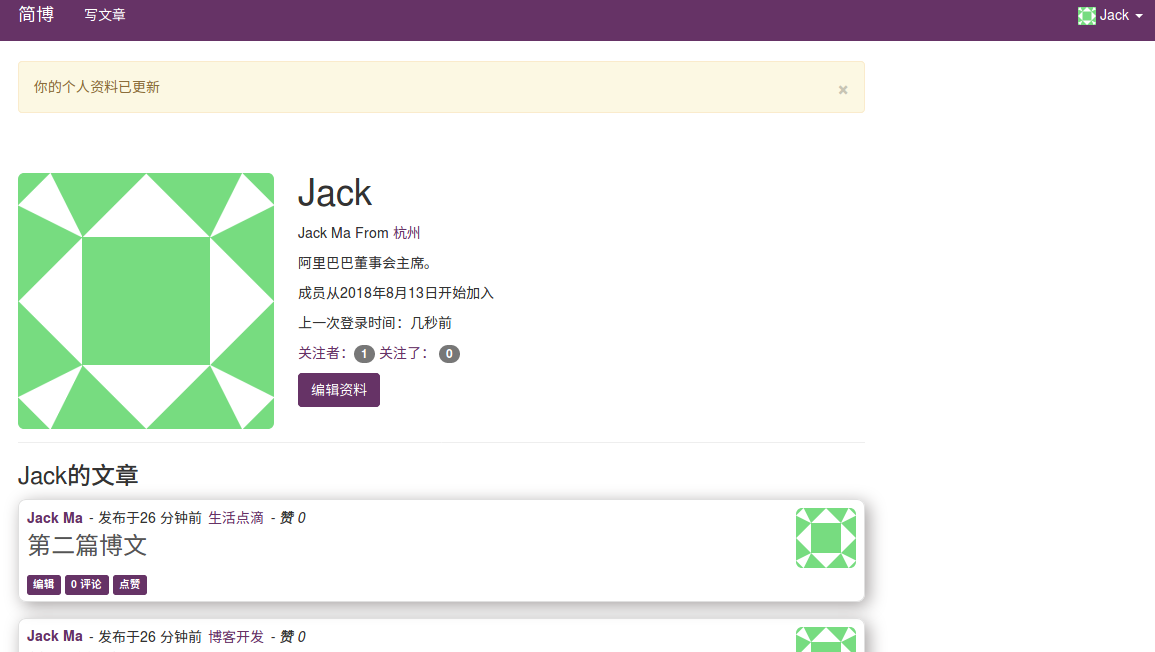 简博 写文章 Jack
你的个人资料已更新 ×
Jack
Jack Ma From 杭州
阿里巴巴董事会主席。
成员从2018年8月13日开始加入
上一次登录时间：几秒前
关注者：1 关注了：0
编辑资料
Jack的文章
Jack Ma - 发布于26 分钟前 生活点滴 - 赞 0
第二篇博文
编辑 0 评论 点赞
Jack Ma - 发布于26 分钟前 博客开发 - 赞 0